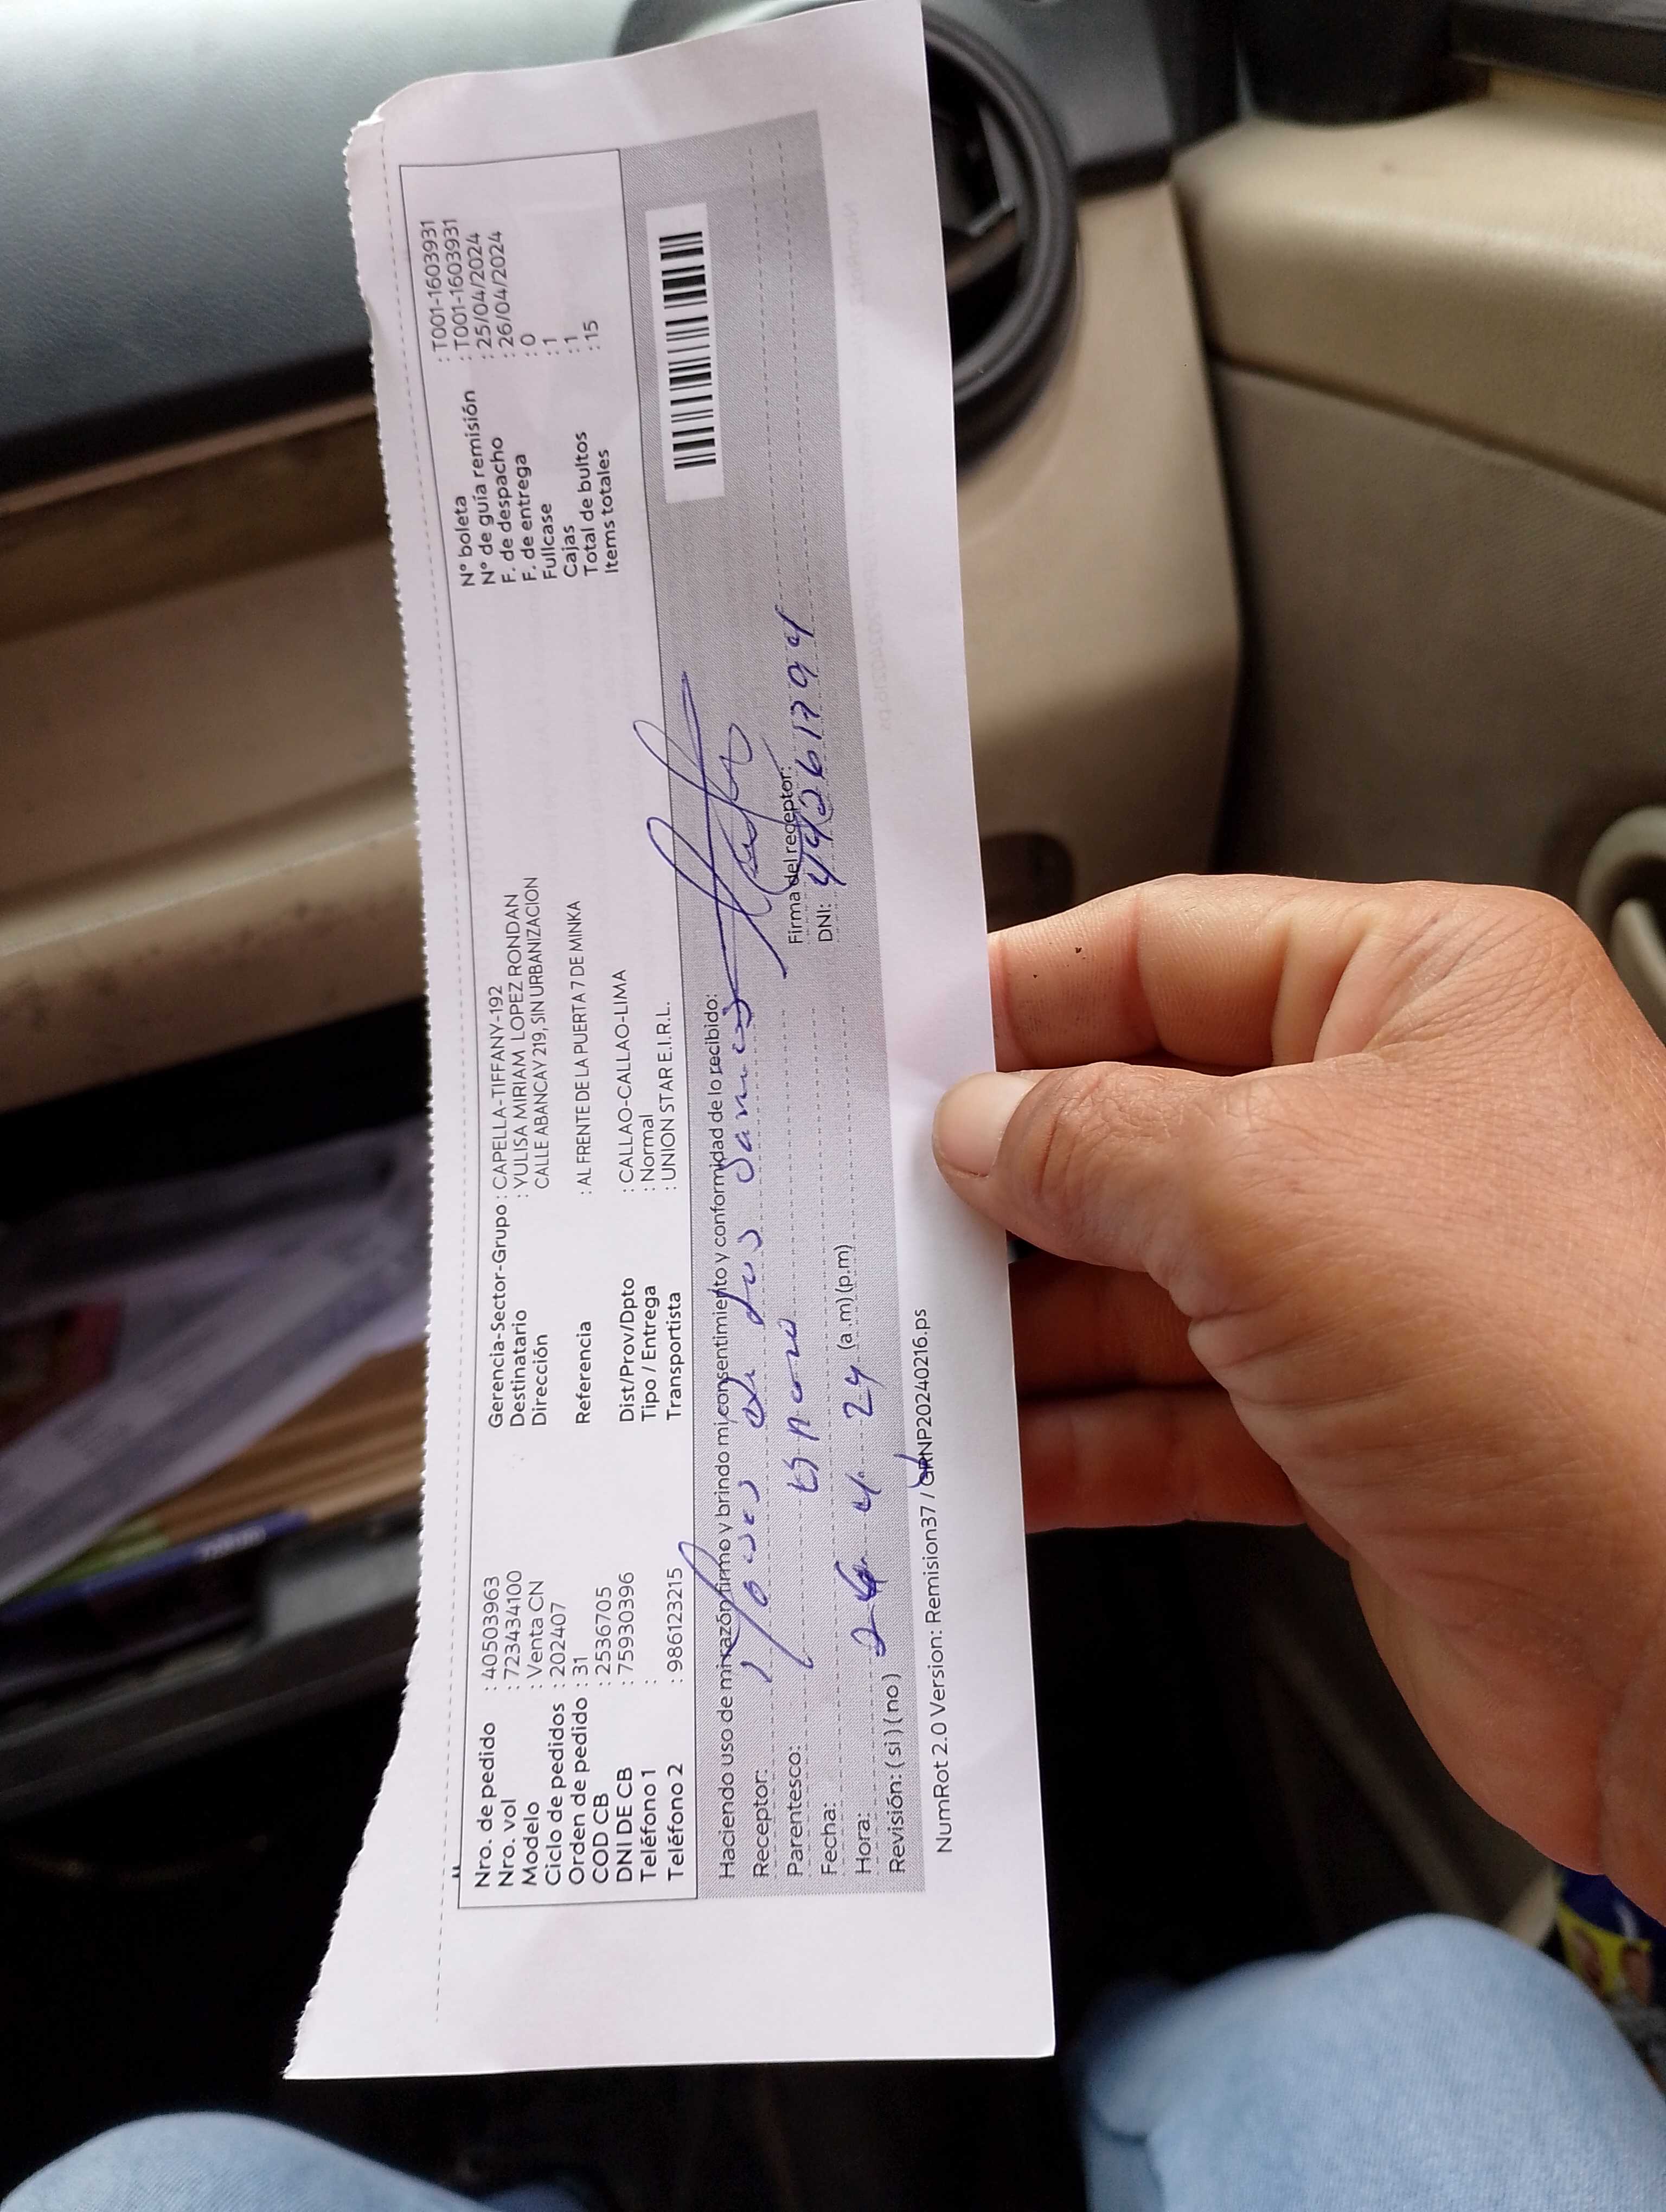 Nro. de pedido : 40503963
Nro. vol : 723434100
Modelo : Venta CN
Ciclo de pedidos : 202407
Orden de pedido : 31
COD CB : 2536705
DNI DE CB : 75930396
Teléfono 1 :
Teléfono 2 : 986123215
Gerencia-Sector-Grupo : CAPELLA-TIFFANY-192
Destinatario : YULISA MIRIAM LOPEZ RONDAN
Dirección CALLE ABANCAY 219, SIN URBANIZACION
Referencia : AL FRENTE DE LA PUERTA 7 DE MINKA
Dist/Prov/Dpto : CALLAO-CALLAO-LIMA
Tipo / Entrega : Normal
Transportista : UNION STAR E.I.R.L.
N° boleta : T001-1603931
N° de guía remisión : T001-1603931
F. de despacho : 25/04/2024
F. de entrega : 26/04/2024
Fullcase : 0
Cajas : 1
Total de bultos : 1
Items totales : 15
Haciendo uso de mi razón firmo y brindo mi consentimiento y conformidad de lo recibido:
Receptor: de los
Parentesco:
Fecha: 4 24
Hora: (a.m) (p.m)
Revisión: ( si ) ( no )
Firma del receptor:
DNI:
NumRot 2.0 Version: Remision37 / GRNP20240216.ps